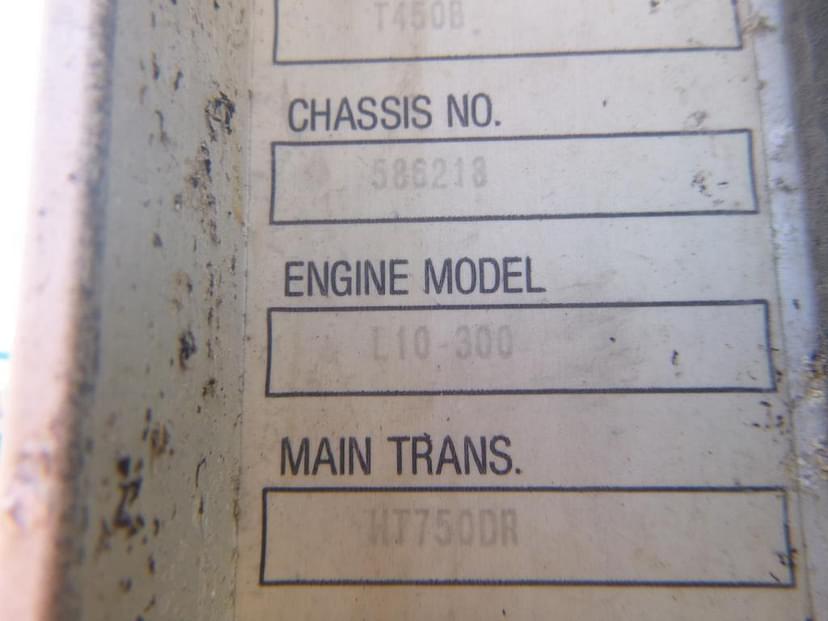 T450B
CHASSIS NO.
586218
ENGINE MODEL
L10-300
MAIN TRANS.
HT750DR